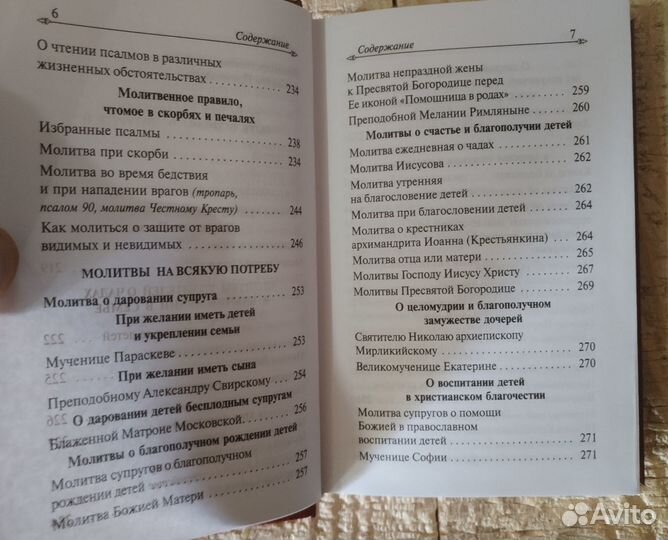 6
Содержание
О чтении псалмов в различных
жизненных обстоятельствах 234
Молитвенное правило,
чтомое в скорбях и печалях
Избранные псалмы 238
Молитва при скорби 234
Молитва во время бедствия
и при нападении врагов (тропарь,
псалом 90, молитва Честному Кресту) 244
Как молиться о защите от врагов
видимых и невидимых 246
МОЛИТВЫ НА ВСЯКУЮ ПОТРЕБУ
Молитва о даровании супруга 253
При желании иметь детей
и укреплении семьи
Мученице Параскеве 253
При желании иметь сына
Преподобному Александру Свирскому 254
О даровании детей бесплодным супругам
Блаженной Матроне Московской 256
Молитвы о благополучном рождении детей
Молитва супругов о благополучном
рождении детей 257
Молитва Божией Матери 257
Содержание
7
Молитва непраздной жены
к Пресвятой Богородице перед
Ее иконой «Помощница в родах» 259
Преподобной Мелании Римляныне 260
Молитвы о счастье и благополучии детей
Молитва ежедневная о чадах 261
Молитва Иисусова 262
Молитва утренняя
на благословение детей 262
Молитва при благословении детей 264
Молитва о крестниках
архимандрита Иоанна (Крестьянкина) 264
Молитва отца или матери 265
Молитвы Господу Иисусу Христу 267
Молитвы Пресвятой Богородице 269
О целомудрии и благополучном
замужестве дочерей
Святителю Николаю архиепископу
Мирликийскому 270
Великомученице Екатерине 270
О воспитании детей
в христианском благочестии
Молитва супругов о помощи
Божией в православном
воспитании детей 271
Мученице Софии 271
Avito